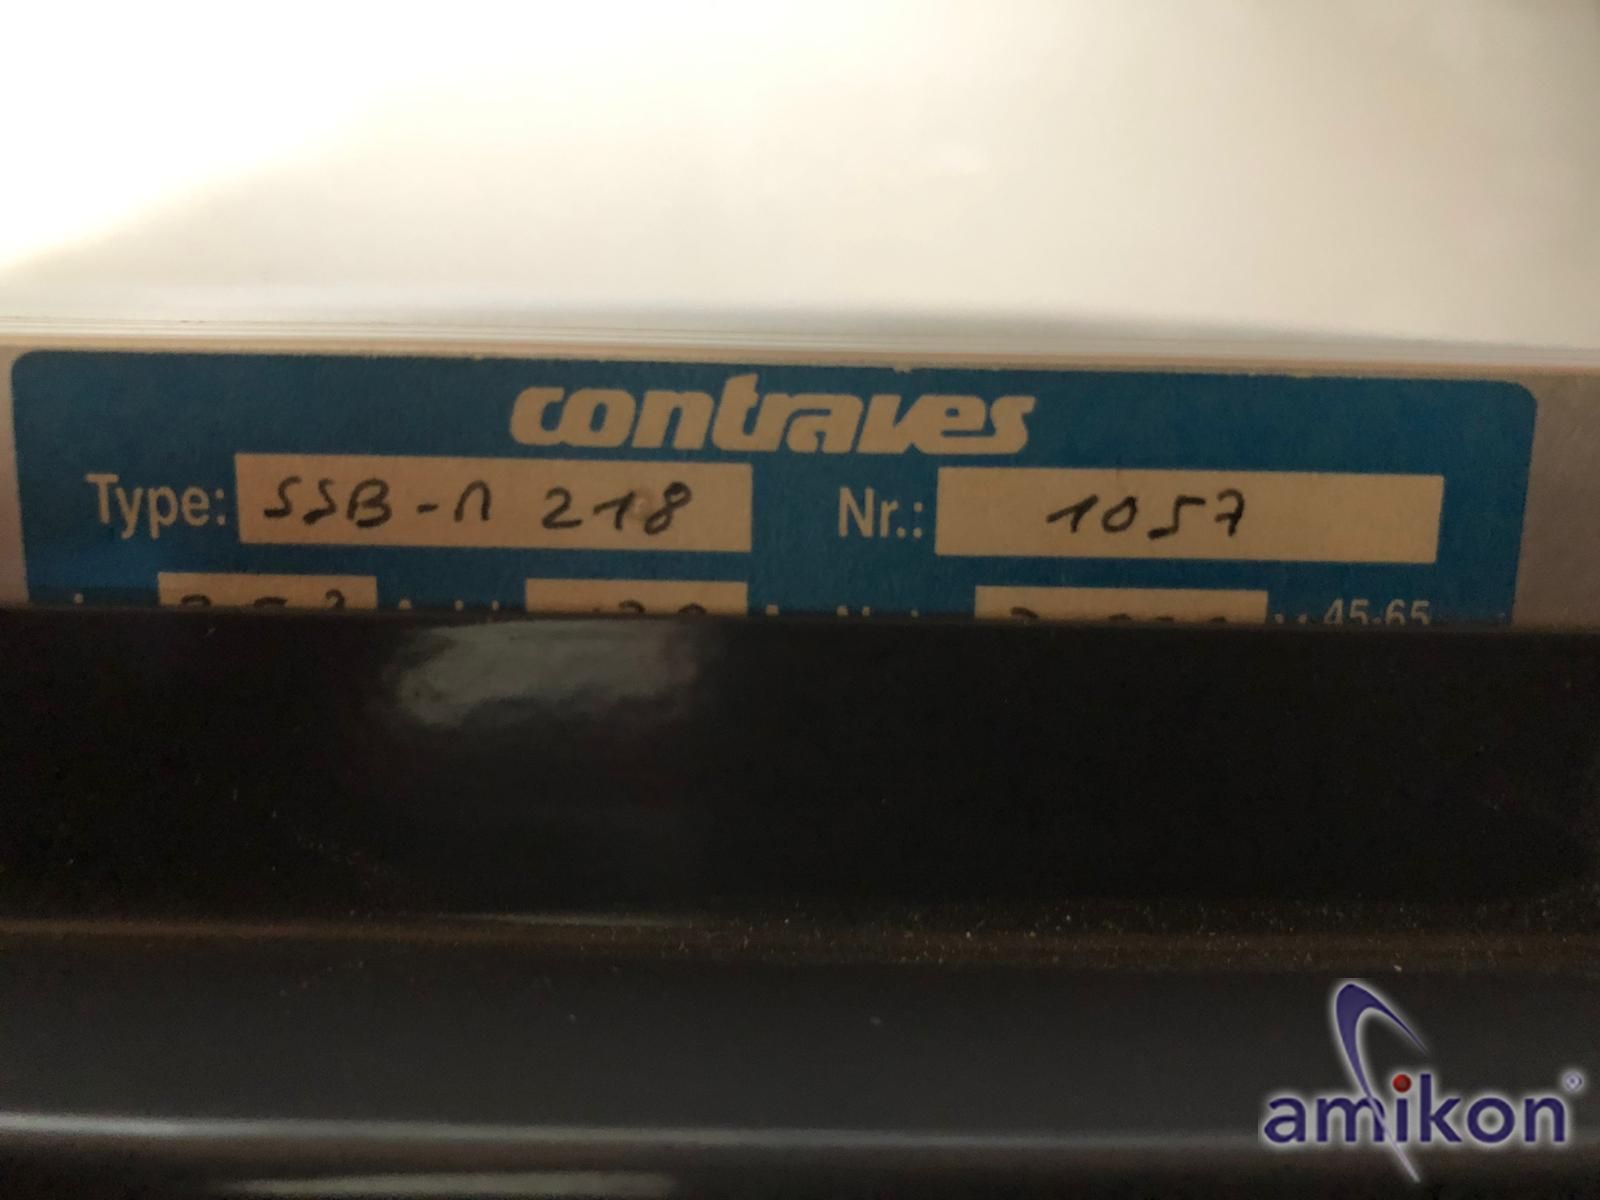 contraves
Type: SSB-M 218 Nr.: 1057
45-65
amikon®